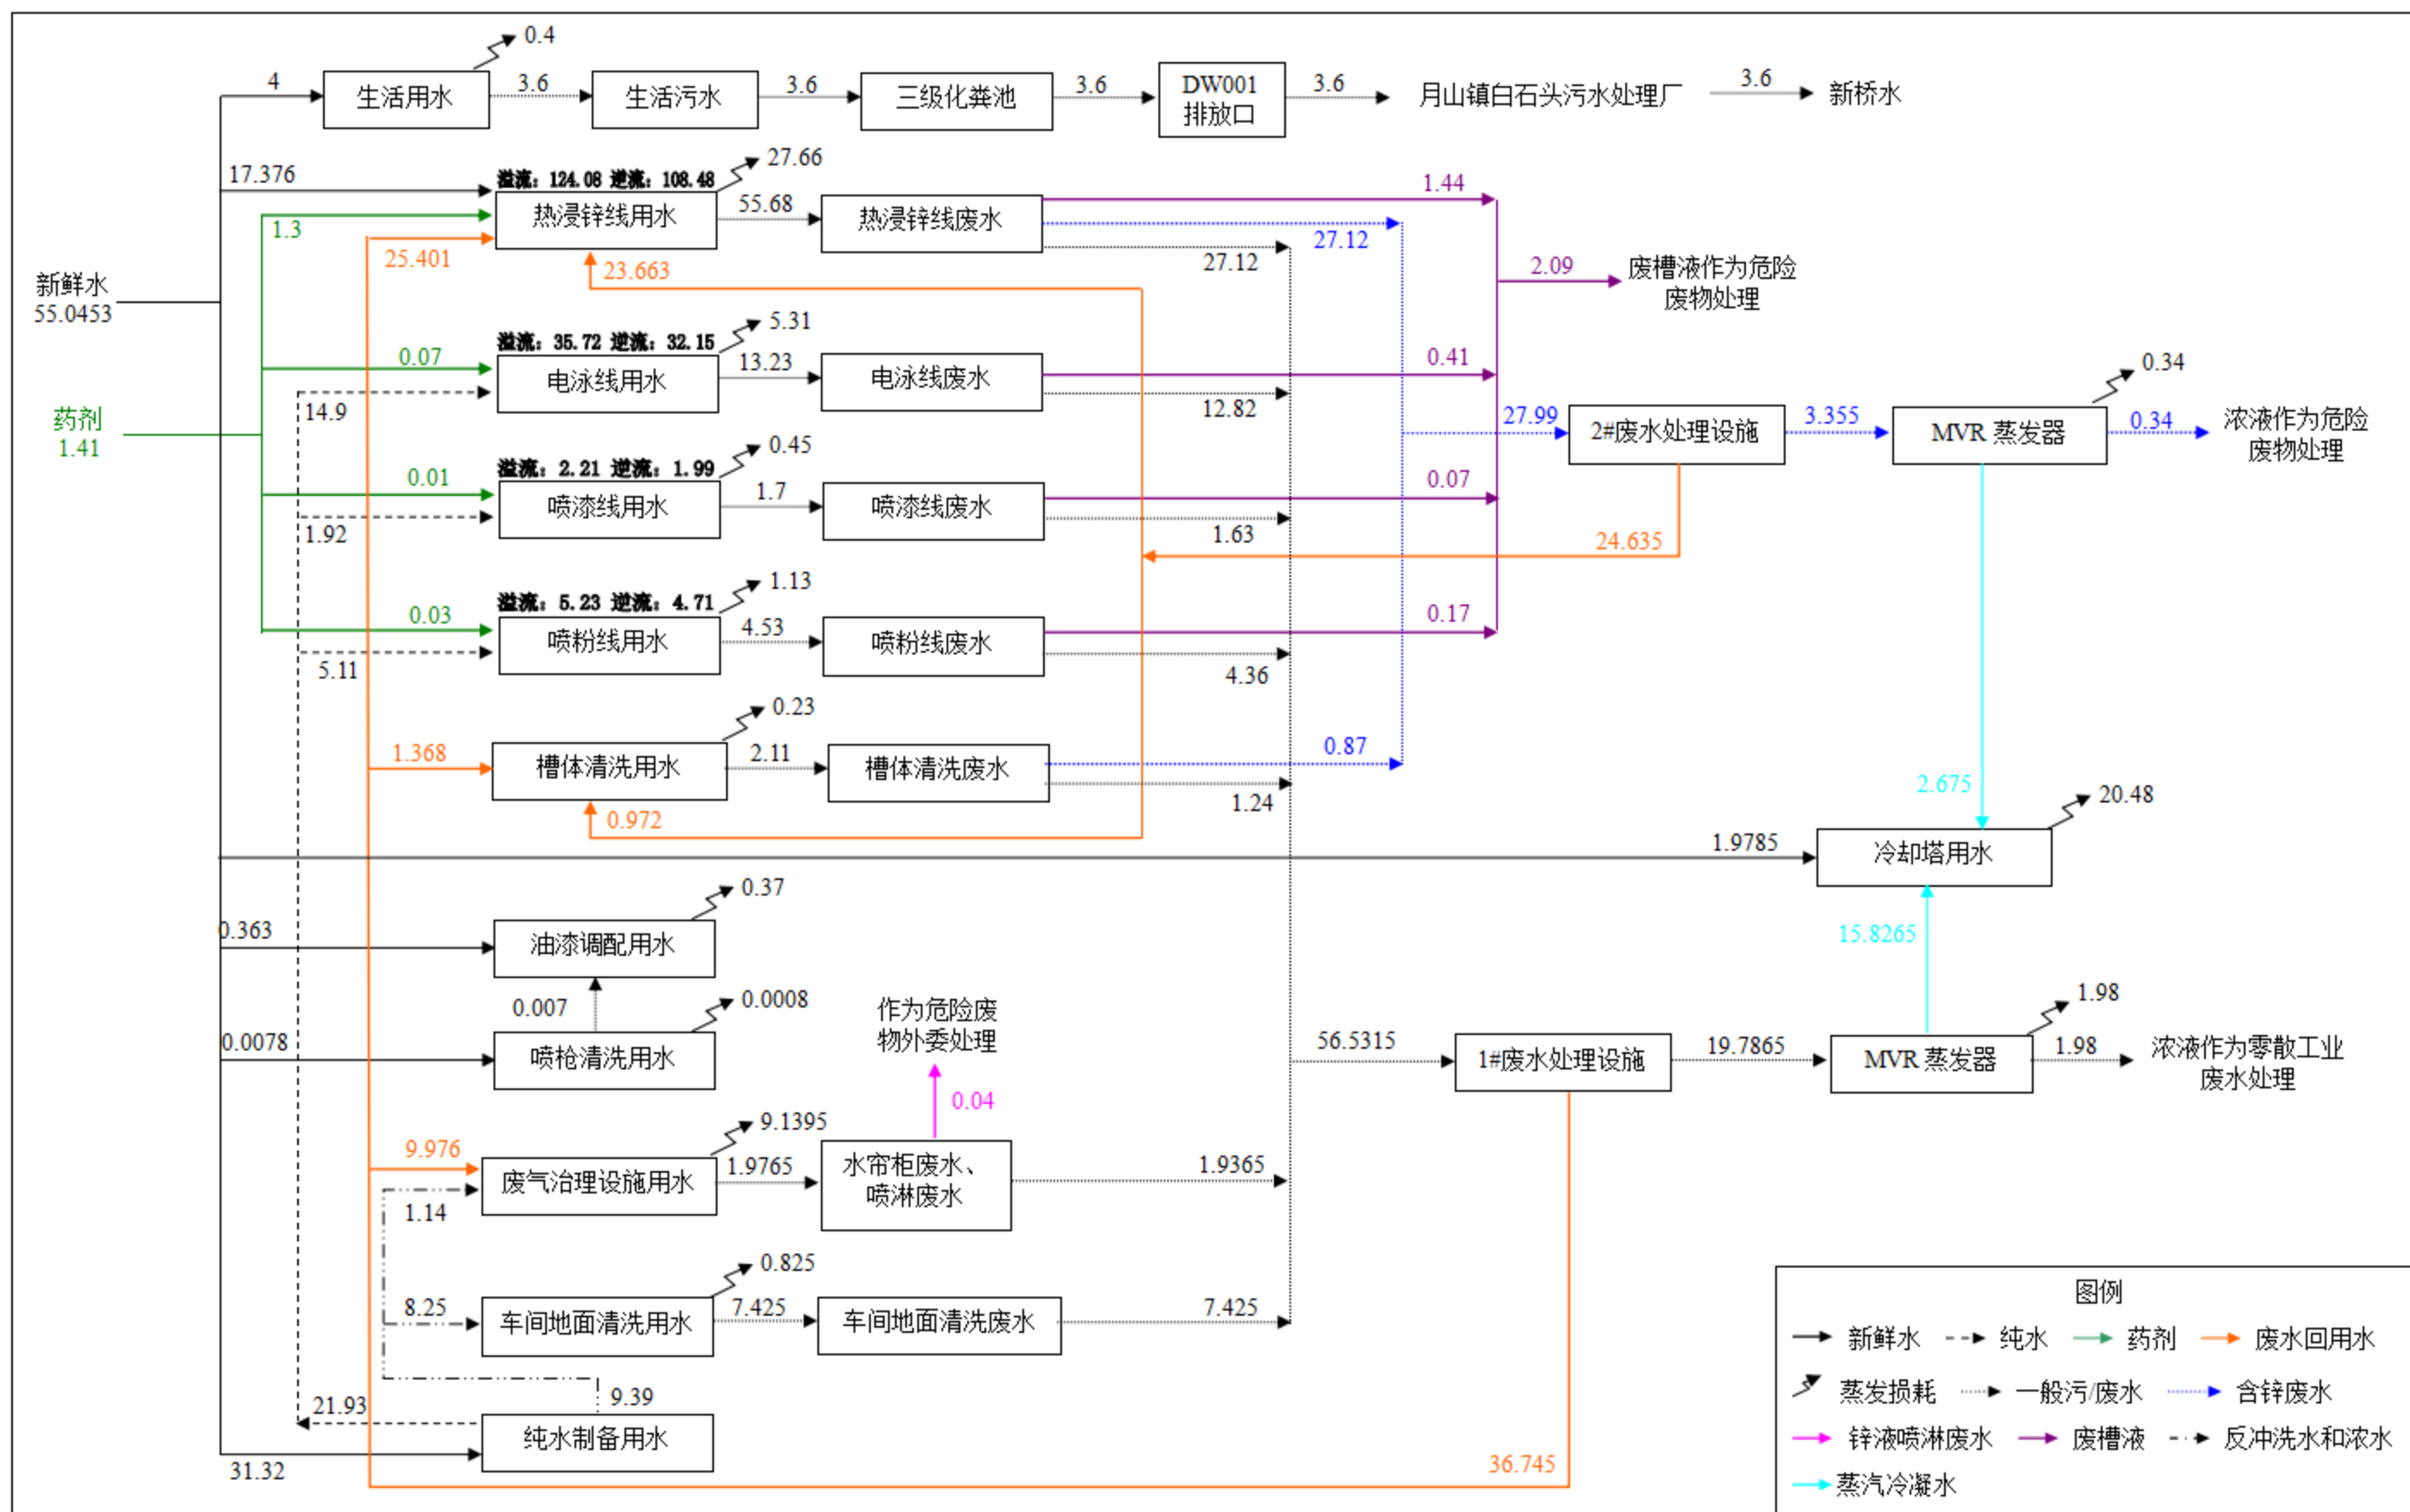 0.4
4
生活用水
3.6
生活污水
3.6
三级化粪池
3.6
DW001
排放口
3.6
月山镇白石头污水处理厂
3.6
新桥水
17.376
溢流：124.08 逆流：108.48
27.66
1.3
热浸锌线用水
55.68
热浸锌线废水
1.44
27.12
27.12
25.401
23.663
新鲜水
55.0453
2.09
废槽液作为危险
废物处理
溢流：35.72 逆流：32.15
5.31
0.07
电泳线用水
13.23
电泳线废水
0.41
14.9
12.82
药剂
1.41
27.99
2#废水处理设施
3.355
MVR 蒸发器
0.34
0.34
浓液作为危险
废物处理
溢流：2.21 逆流：1.99
0.45
0.01
喷漆线用水
1.7
喷漆线废水
0.07
1.92
1.63
24.635
溢流：5.23 逆流：4.71
1.13
0.03
喷粉线用水
4.53
喷粉线废水
0.17
5.11
4.36
0.23
1.368
槽体清洗用水
2.11
槽体清洗废水
0.87
1.24
0.972
2.675
20.48
1.9785
冷却塔用水
0.37
0.363
油漆调配用水
15.8265
0.007
0.0008
0.0078
喷枪清洗用水
作为危险废
物外委处理
0.04
56.5315
1#废水处理设施
19.7865
MVR 蒸发器
1.98
1.98
浓液作为零散工业
废水处理
9.1395
9.976
废气治理设施用水
1.9765
水帘柜废水、
喷淋废水
1.9365
1.14
0.825
8.25
车间地面清洗用水
7.425
车间地面清洗废水
7.425
9.39
21.93
纯水制备用水
31.32
36.745
图例
新鲜水 纯水 药剂 废水回用水
蒸发损耗 一般污/废水 含锌废水
锌液喷淋废水 废槽液 反冲洗水和浓水
蒸汽冷凝水